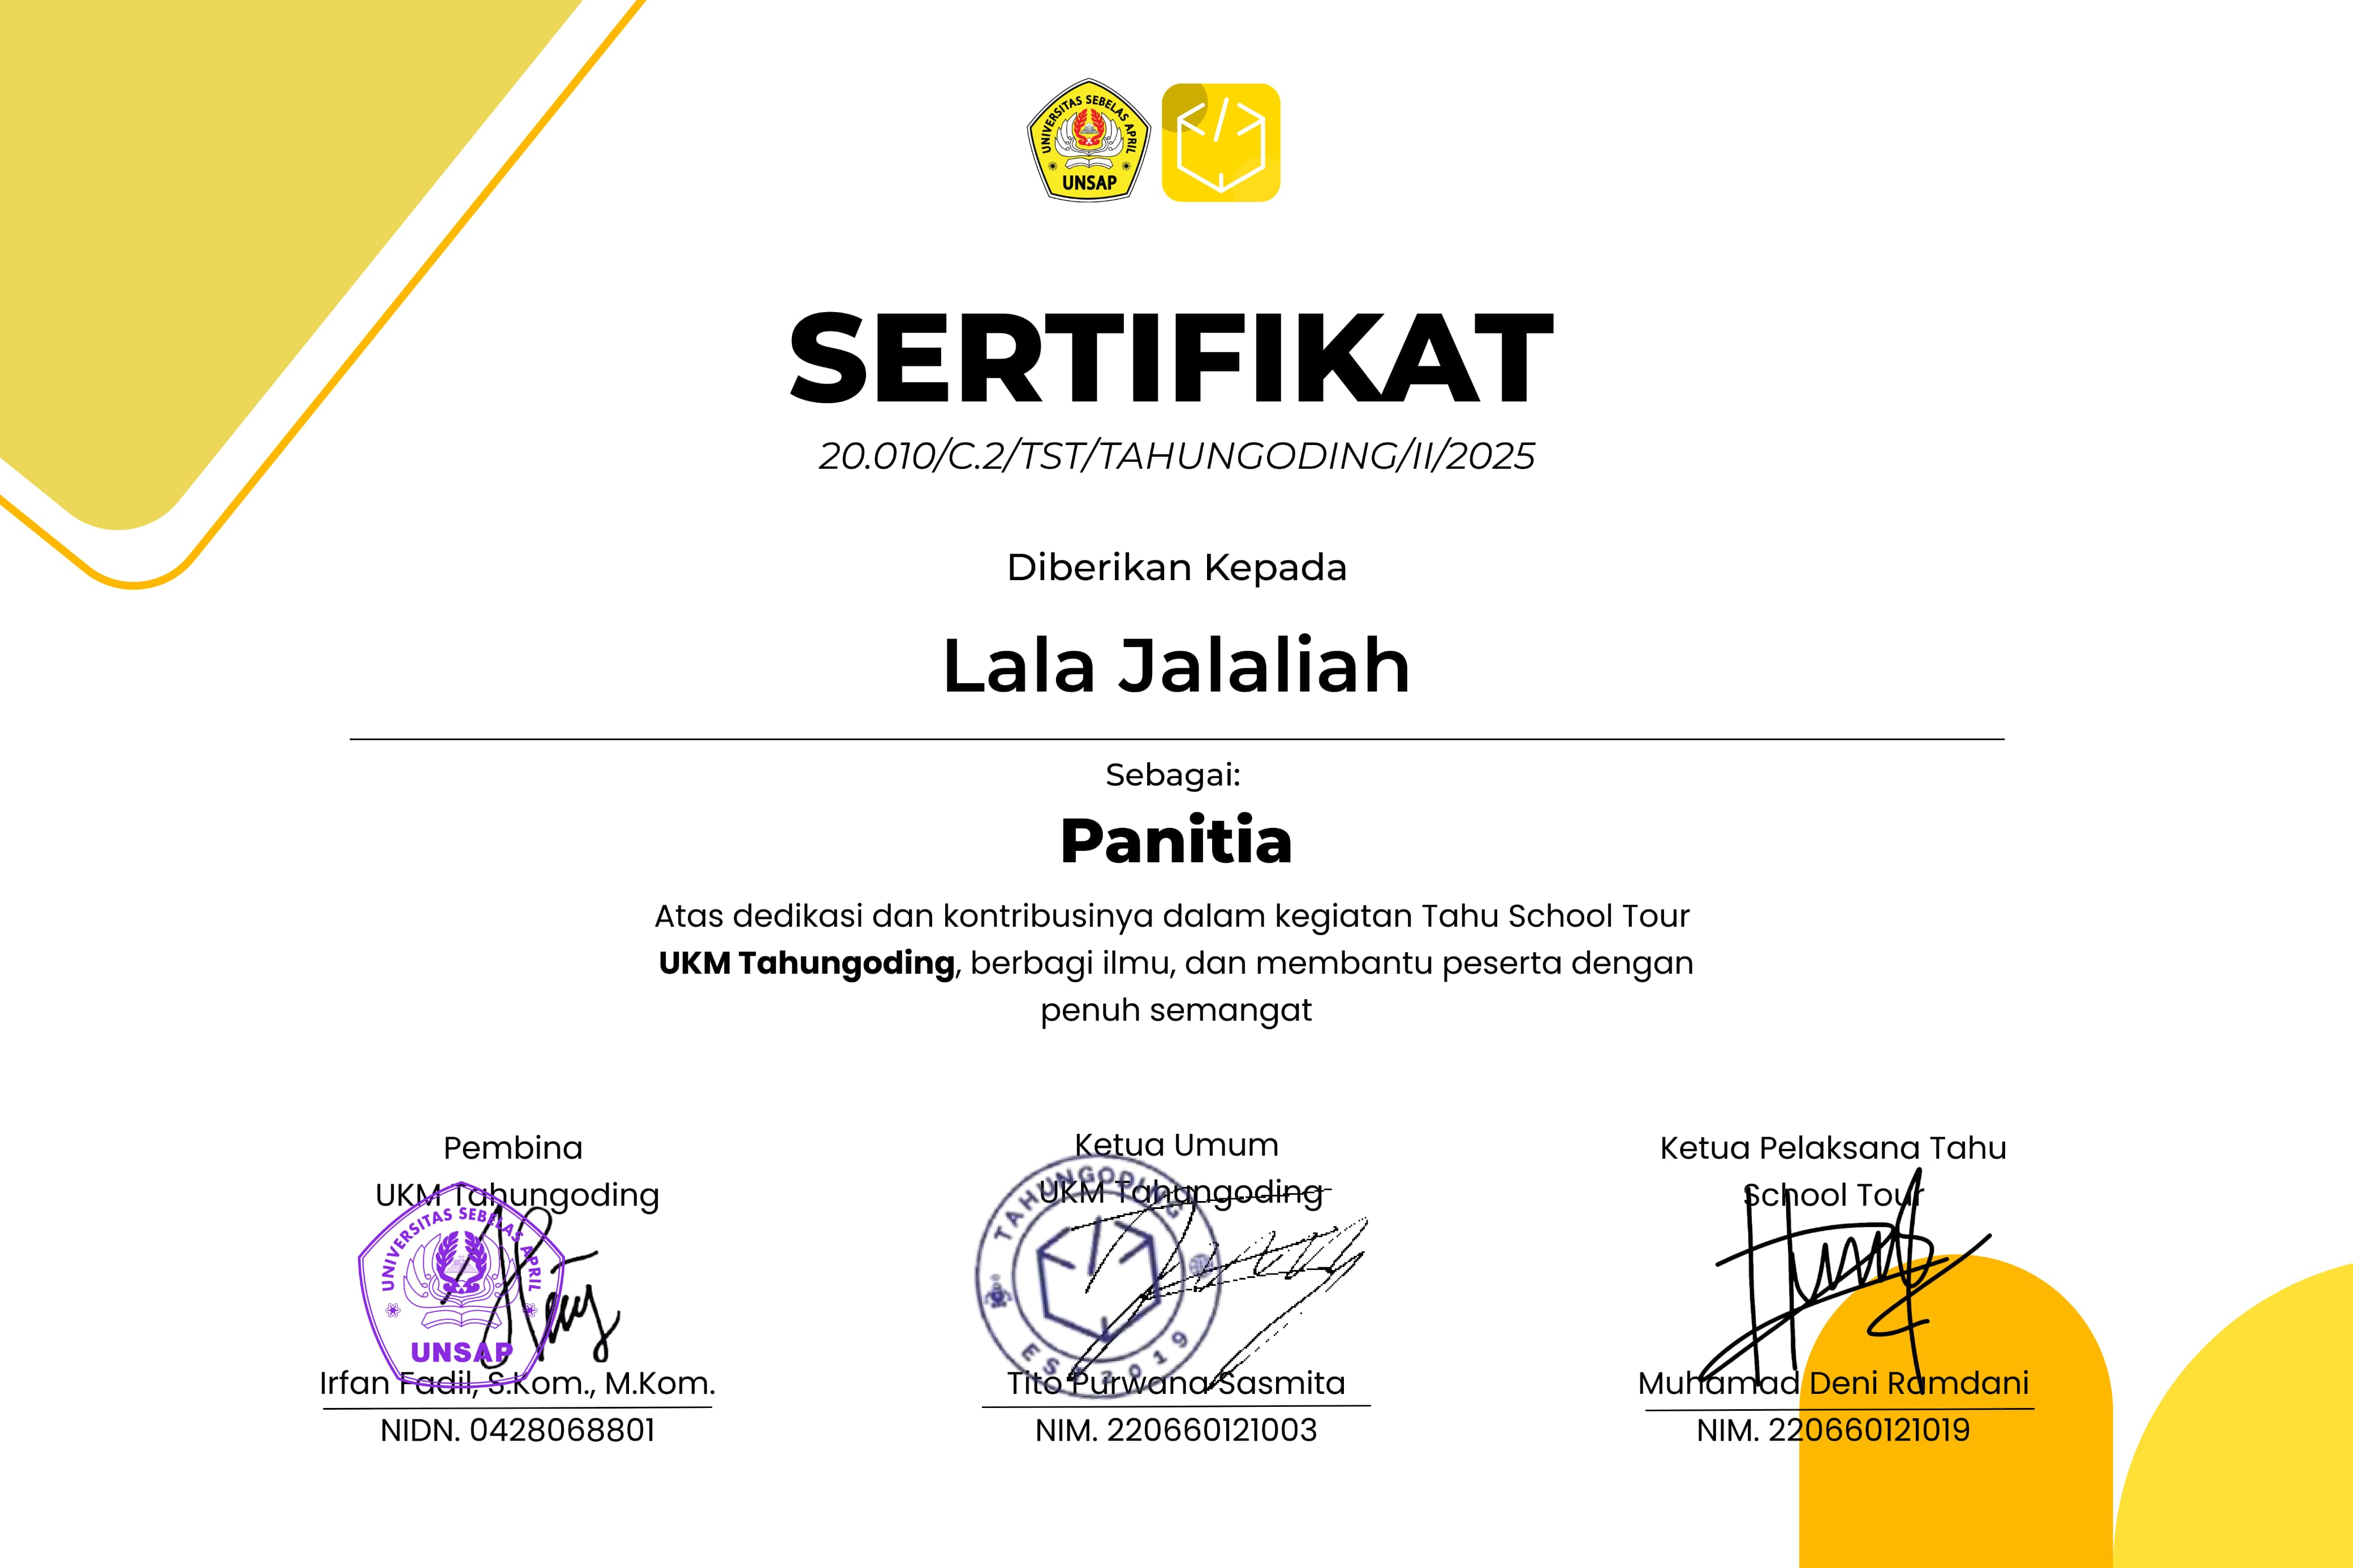 UNIVERSITAS SEBELAS APRIL
UNSAP
SERTIFIKAT
20.010/C.2/TST/TAHUNGODING/II/2025
Diberikan Kepada
Lala Jalaliah
Sebagai:
Panitia
Atas dedikasi dan kontribusinya dalam kegiatan Tahu School Tour
UKM Tahungoding, berbagi ilmu, dan membantu peserta dengan
penuh semangat
Pembina
UKM Tahungoding
UNIVERSITAS SEBELAS APRIL
UNSAP
Irfan Fadil, S.Kom., M.Kom.
NIDN. 0428068801
Ketua Umum
UKM Tahungoding
TAHUNGODING
EST 2019
Tito Purwana Sasmita
NIM. 220660121003
Ketua Pelaksana Tahu
School Tour
Muhamad Deni Ramdani
NIM. 220660121019